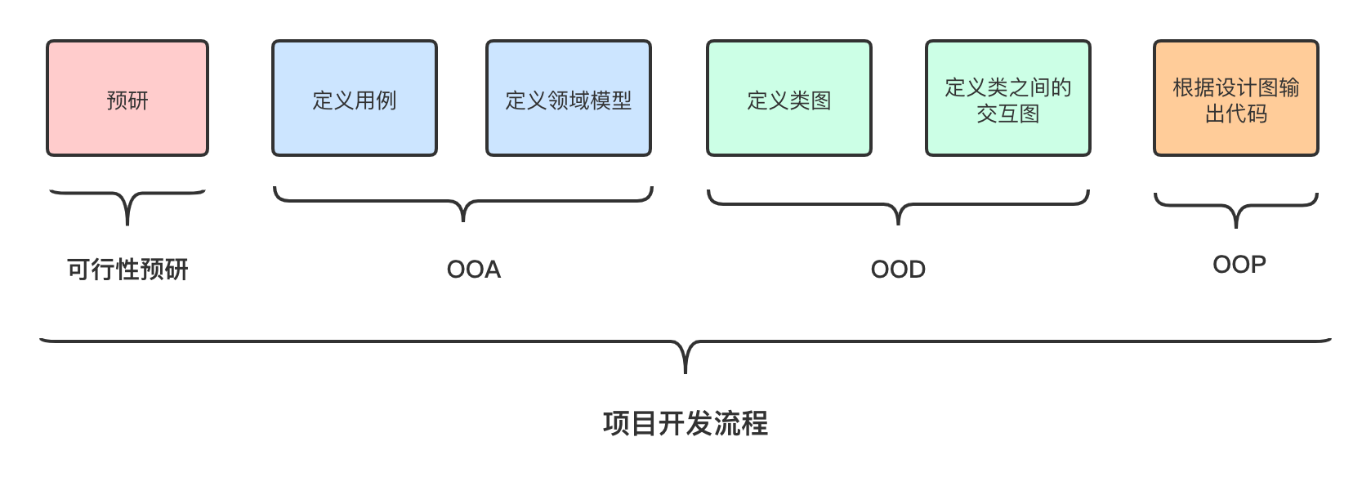 预研
定义用例
定义领域模型
定义类图
定义类之间的
交互图
根据设计图输
出代码
可行性预研
OOA
OOD
OOP
项目开发流程